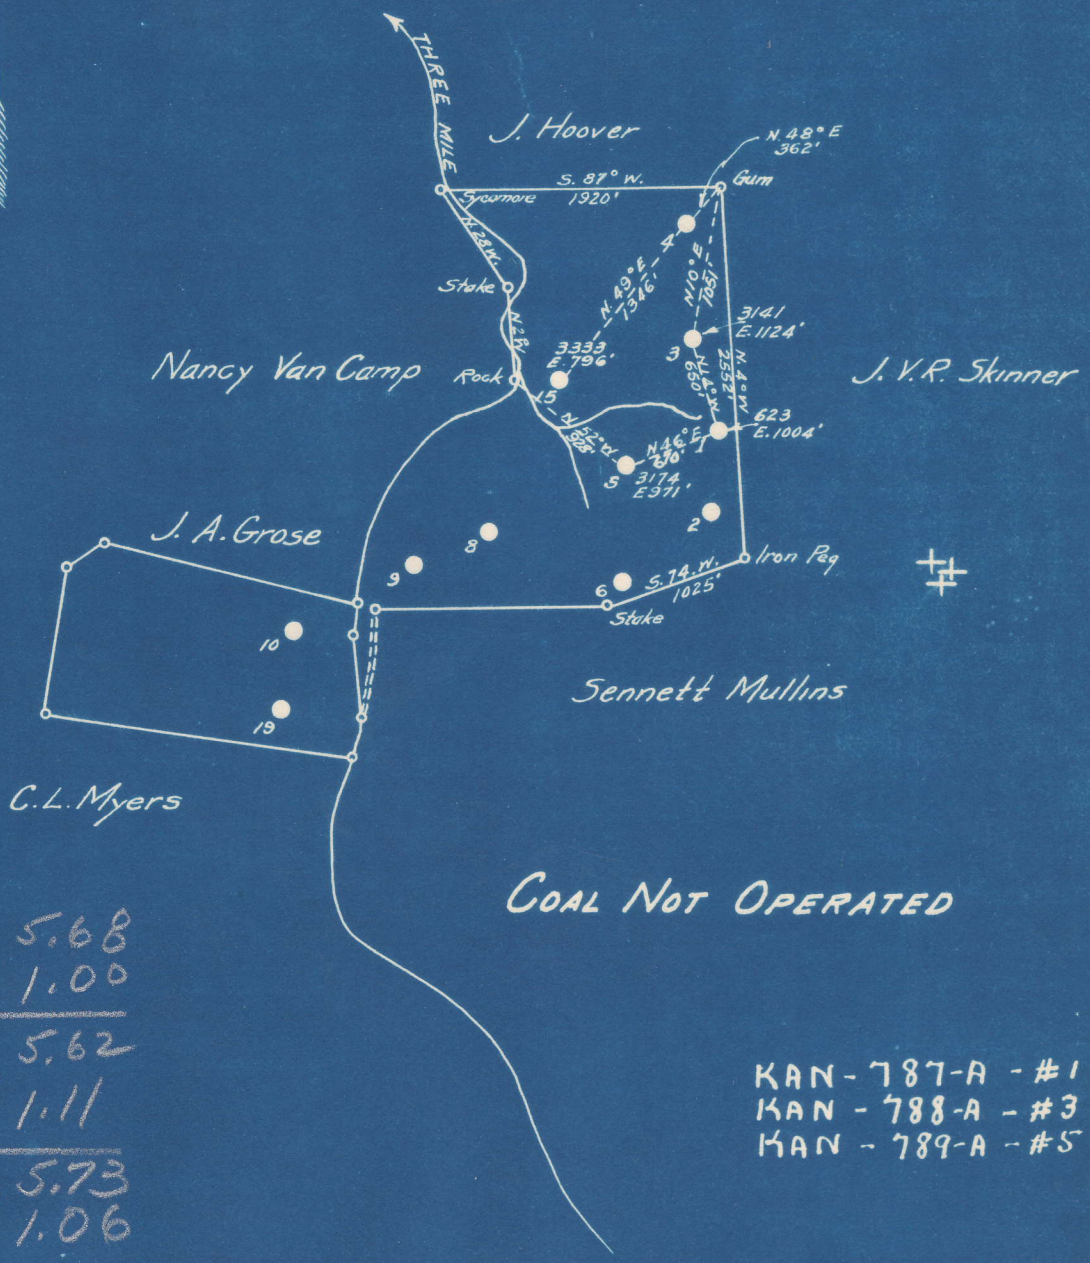 THREE MILE
J. Hoover
N. 48° E
362'
S. 87° W.
1920'
Gum
Sycamore
N. 28 W.
4
Stake
N. 49° E
1346'
N 10° E
1051'
3141
E. 1124'
N 2° W.
3
3333
E. 796'
Nancy Van Camp
Rock
15
N. 14° W.
650'
N. 4° W
2552'
J. V. R. Skinner
623
E. 1004'
N 52° W
928'
N 46° E
1
5
3174
E 971'
2
J. A. Grose
8
9
Iron Peg
6
S. 74. W.
1025'
Stake
10
Sennett Mullins
19
C. L. Myers
COAL NOT OPERATED
5.68
1.00
5.62
1.11
5.73
1.06
KAN - 787-A - #1
KAN - 788-A - #3
KAN - 789-A - #5